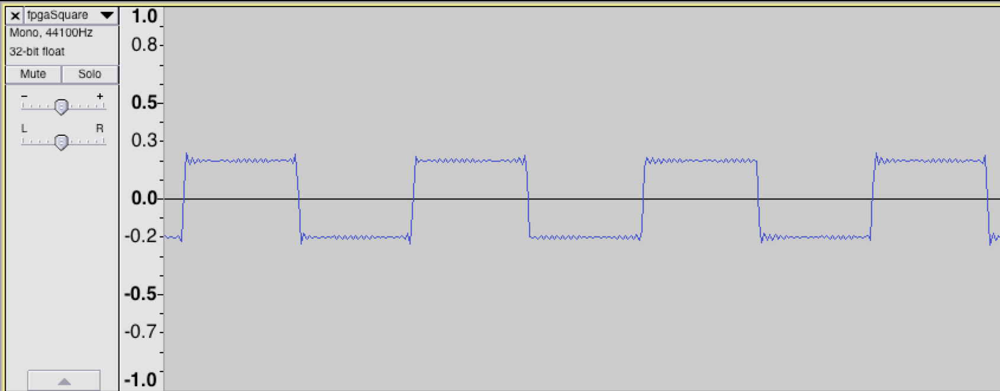 fpgaSquare
Mono, 44100Hz
32-bit float
Mute Solo
- +
L R
1.0
0.8
0.5
0.3
0.0
-0.2
-0.5
-0.7
-1.0